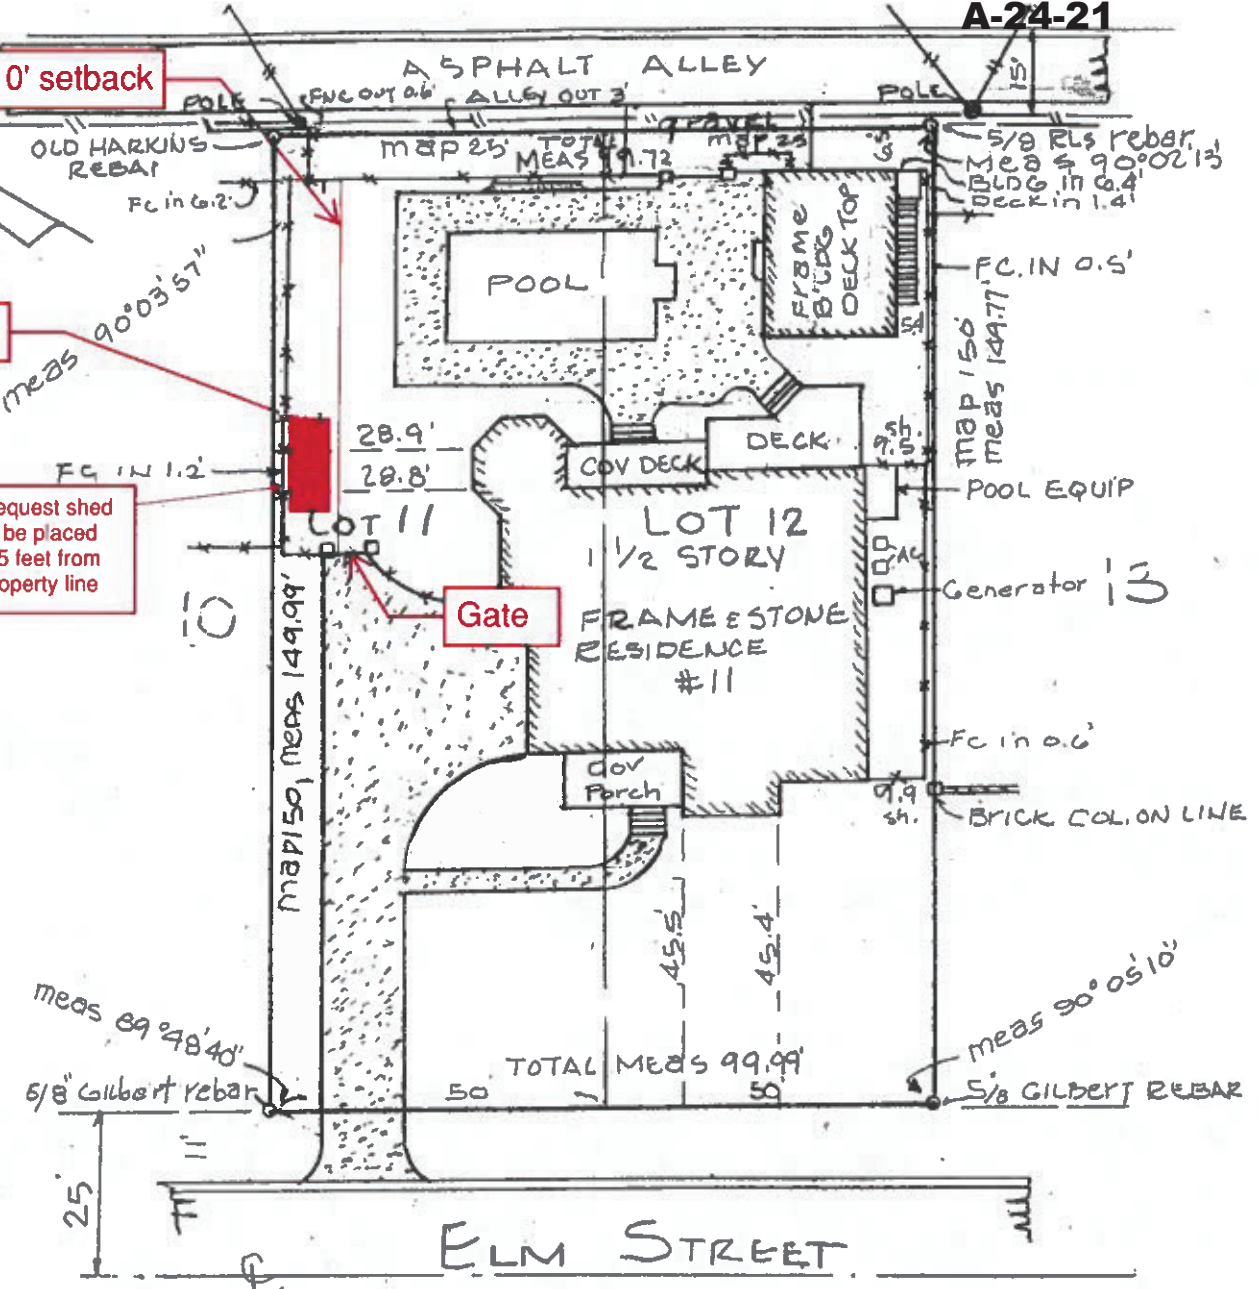 A-24-21
0' setback
ASPHALT ALLEY
15'
POLE
FNC OUT 0.6'
ALLEY OUT 3'
POLE
OLD HARKINS
REBAR
map 25'
TOTAL
MEAS
gravel
map 25'
5/8 RLS rebar
Meas 90°02'13"
BLDG in 6.4'
Deck in 1.4'
FC in 6.2'
FRAME
BLDG
DECK TOP
POOL
FC. IN 0.5'
meas 90°03'57"
map 150'
meas 149.77'
28.9'
28.8'
COV DECK
DECK
sh.
9.5'
FC IN 1.2'
POOL EQUIP
equest shed
be placed
5 feet from
operty line
LOT 11
LOT 12
1 1/2 STORY
AC
Generator
13
10
Gate
FRAME & STONE
RESIDENCE
#11
map 150, meas 149.99'
FC in 0.6'
COV
Porch
9.9
sh.
BRICK COL. ON LINE
45.5'
45.4'
meas 89°48'40"
meas 90°05'10"
TOTAL MEAS 99.99'
5/8" Gilbert rebar
50
50'
5/8 GILBERT REBAR
25'
ELM STREET